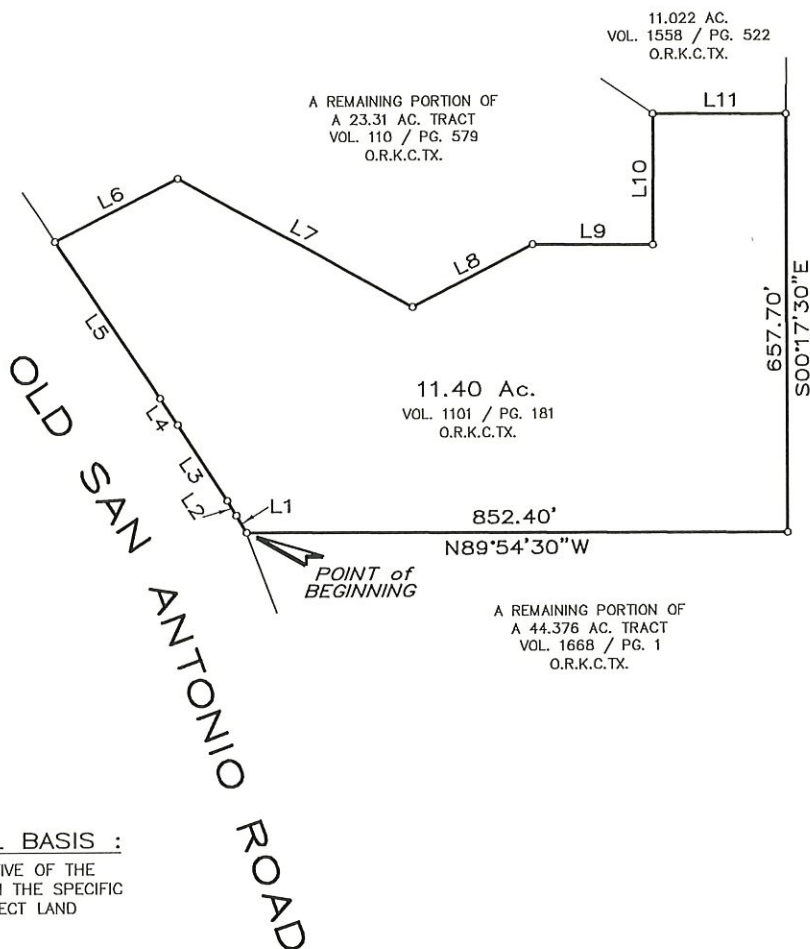 11.022 AC.
VOL. 1558 / PG. 522
O.R.K.C.TX.
A REMAINING PORTION OF
A 23.31 AC. TRACT
VOL. 110 / PG. 579
O.R.K.C.TX.
L11
L10
L6
L7
L8
L9
L5
657.70'
S00°17'30"E
11.40 Ac.
VOL. 1101 / PG. 181
O.R.K.C.TX.
L4
L3
L2
L1
852.40'
N89°54'30"W
POINT of
BEGINNING
A REMAINING PORTION OF
A 44.376 AC. TRACT
VOL. 1668 / PG. 1
O.R.K.C.TX.
OLD SAN ANTONIO ROAD
BASIS :
IVE OF THE
THE SPECIFIC
ECT LAND